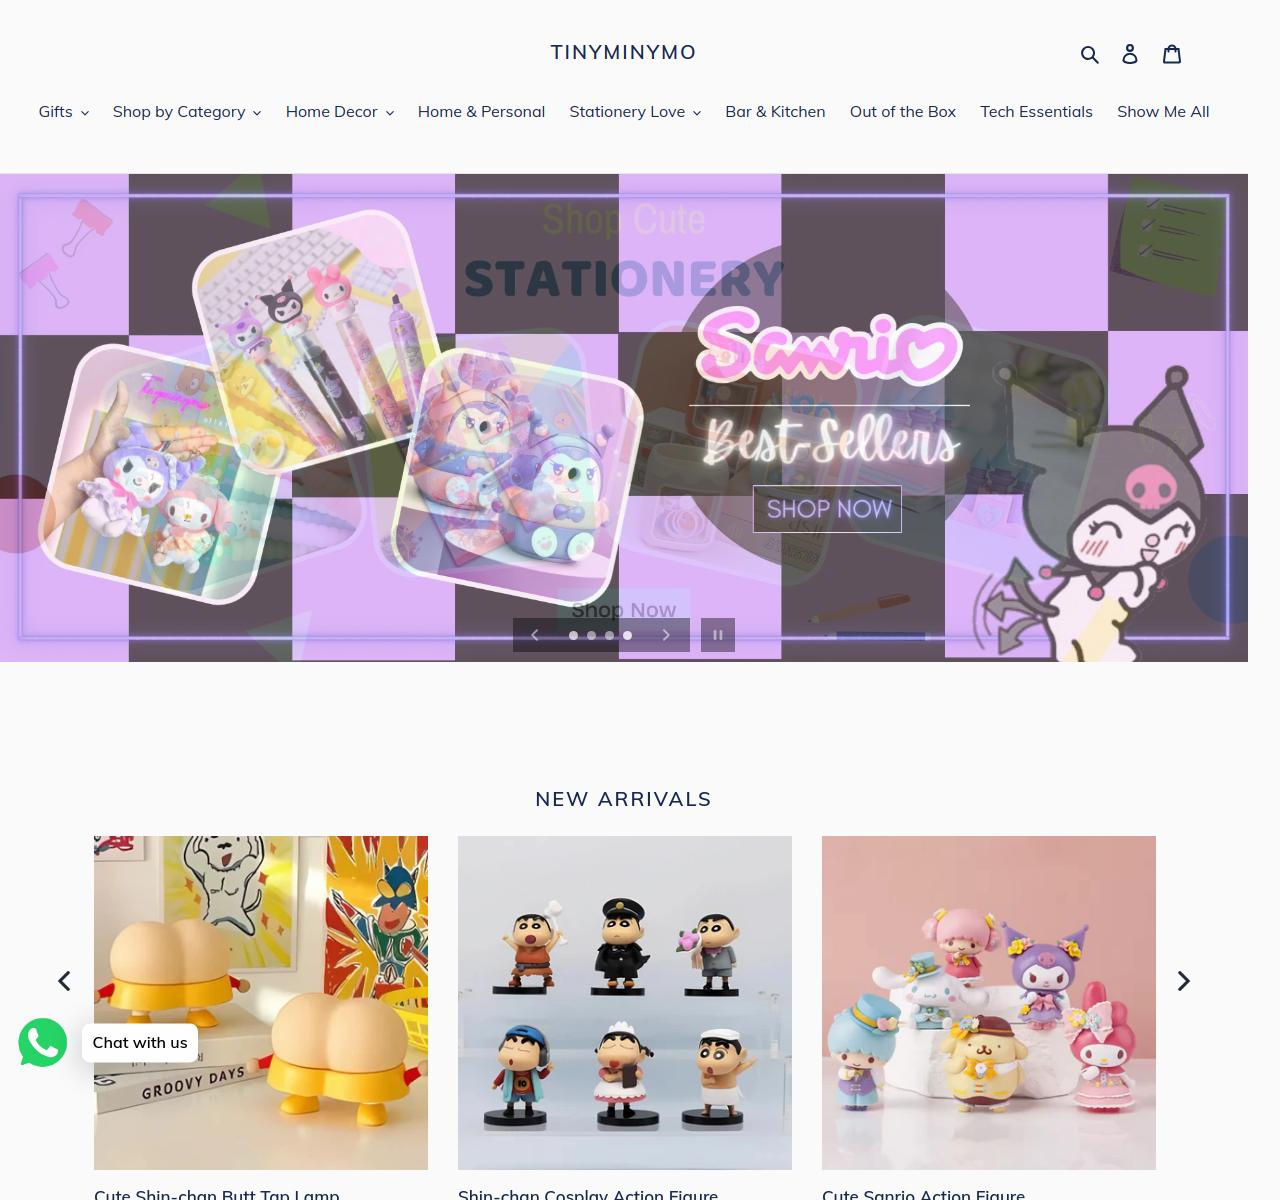 TINYMINYMO
Gifts
Shop by Category
Home Decor
Home & Personal
Stationery Love
Bar & Kitchen
Out of the Box
Tech Essentials
Show Me All
Shop Cute
STATIONERY
Sanrio
Best-Sellers
SHOP NOW
Tinyminymo
Shop Now
NEW ARRIVALS
GROOVY DAYS
10
Chat with us
Cute Shin-chan Butt Tap Lamp
Shin-chan Cosplay Action Figure
Cute Sanrio Action Figure